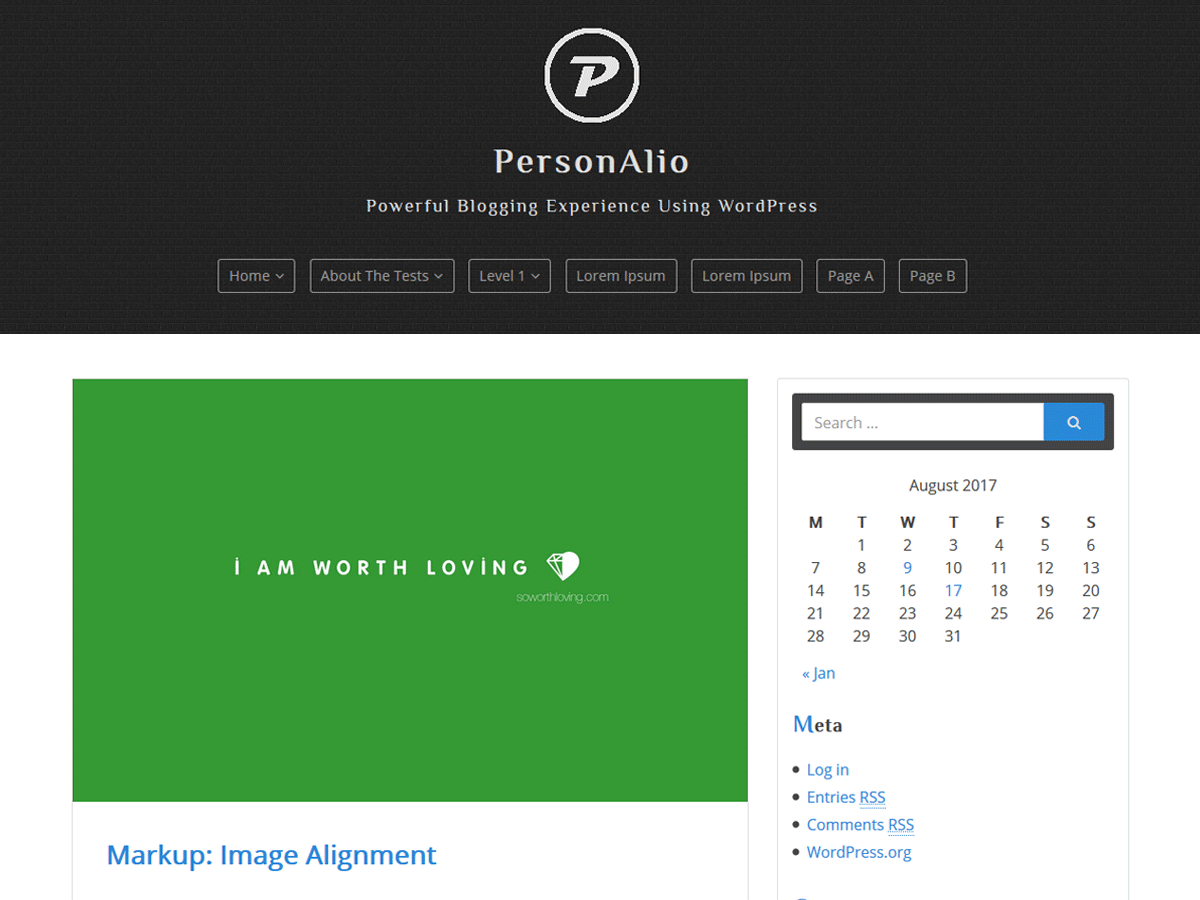 P
PersonAlio
Powerful Blogging Experience Using WordPress
Home About The Tests Level 1 Lorem Ipsum Lorem Ipsum Page A Page B
i AM WORTH LOViNG
soworthloving.com
Markup: Image Alignment
Search ...
August 2017
M T W T F S S
1 2 3 4 5 6
7 8 9 10 11 12 13
14 15 16 17 18 19 20
21 22 23 24 25 26 27
28 29 30 31
« Jan
Meta
Log in
Entries RSS
Comments RSS
WordPress.org